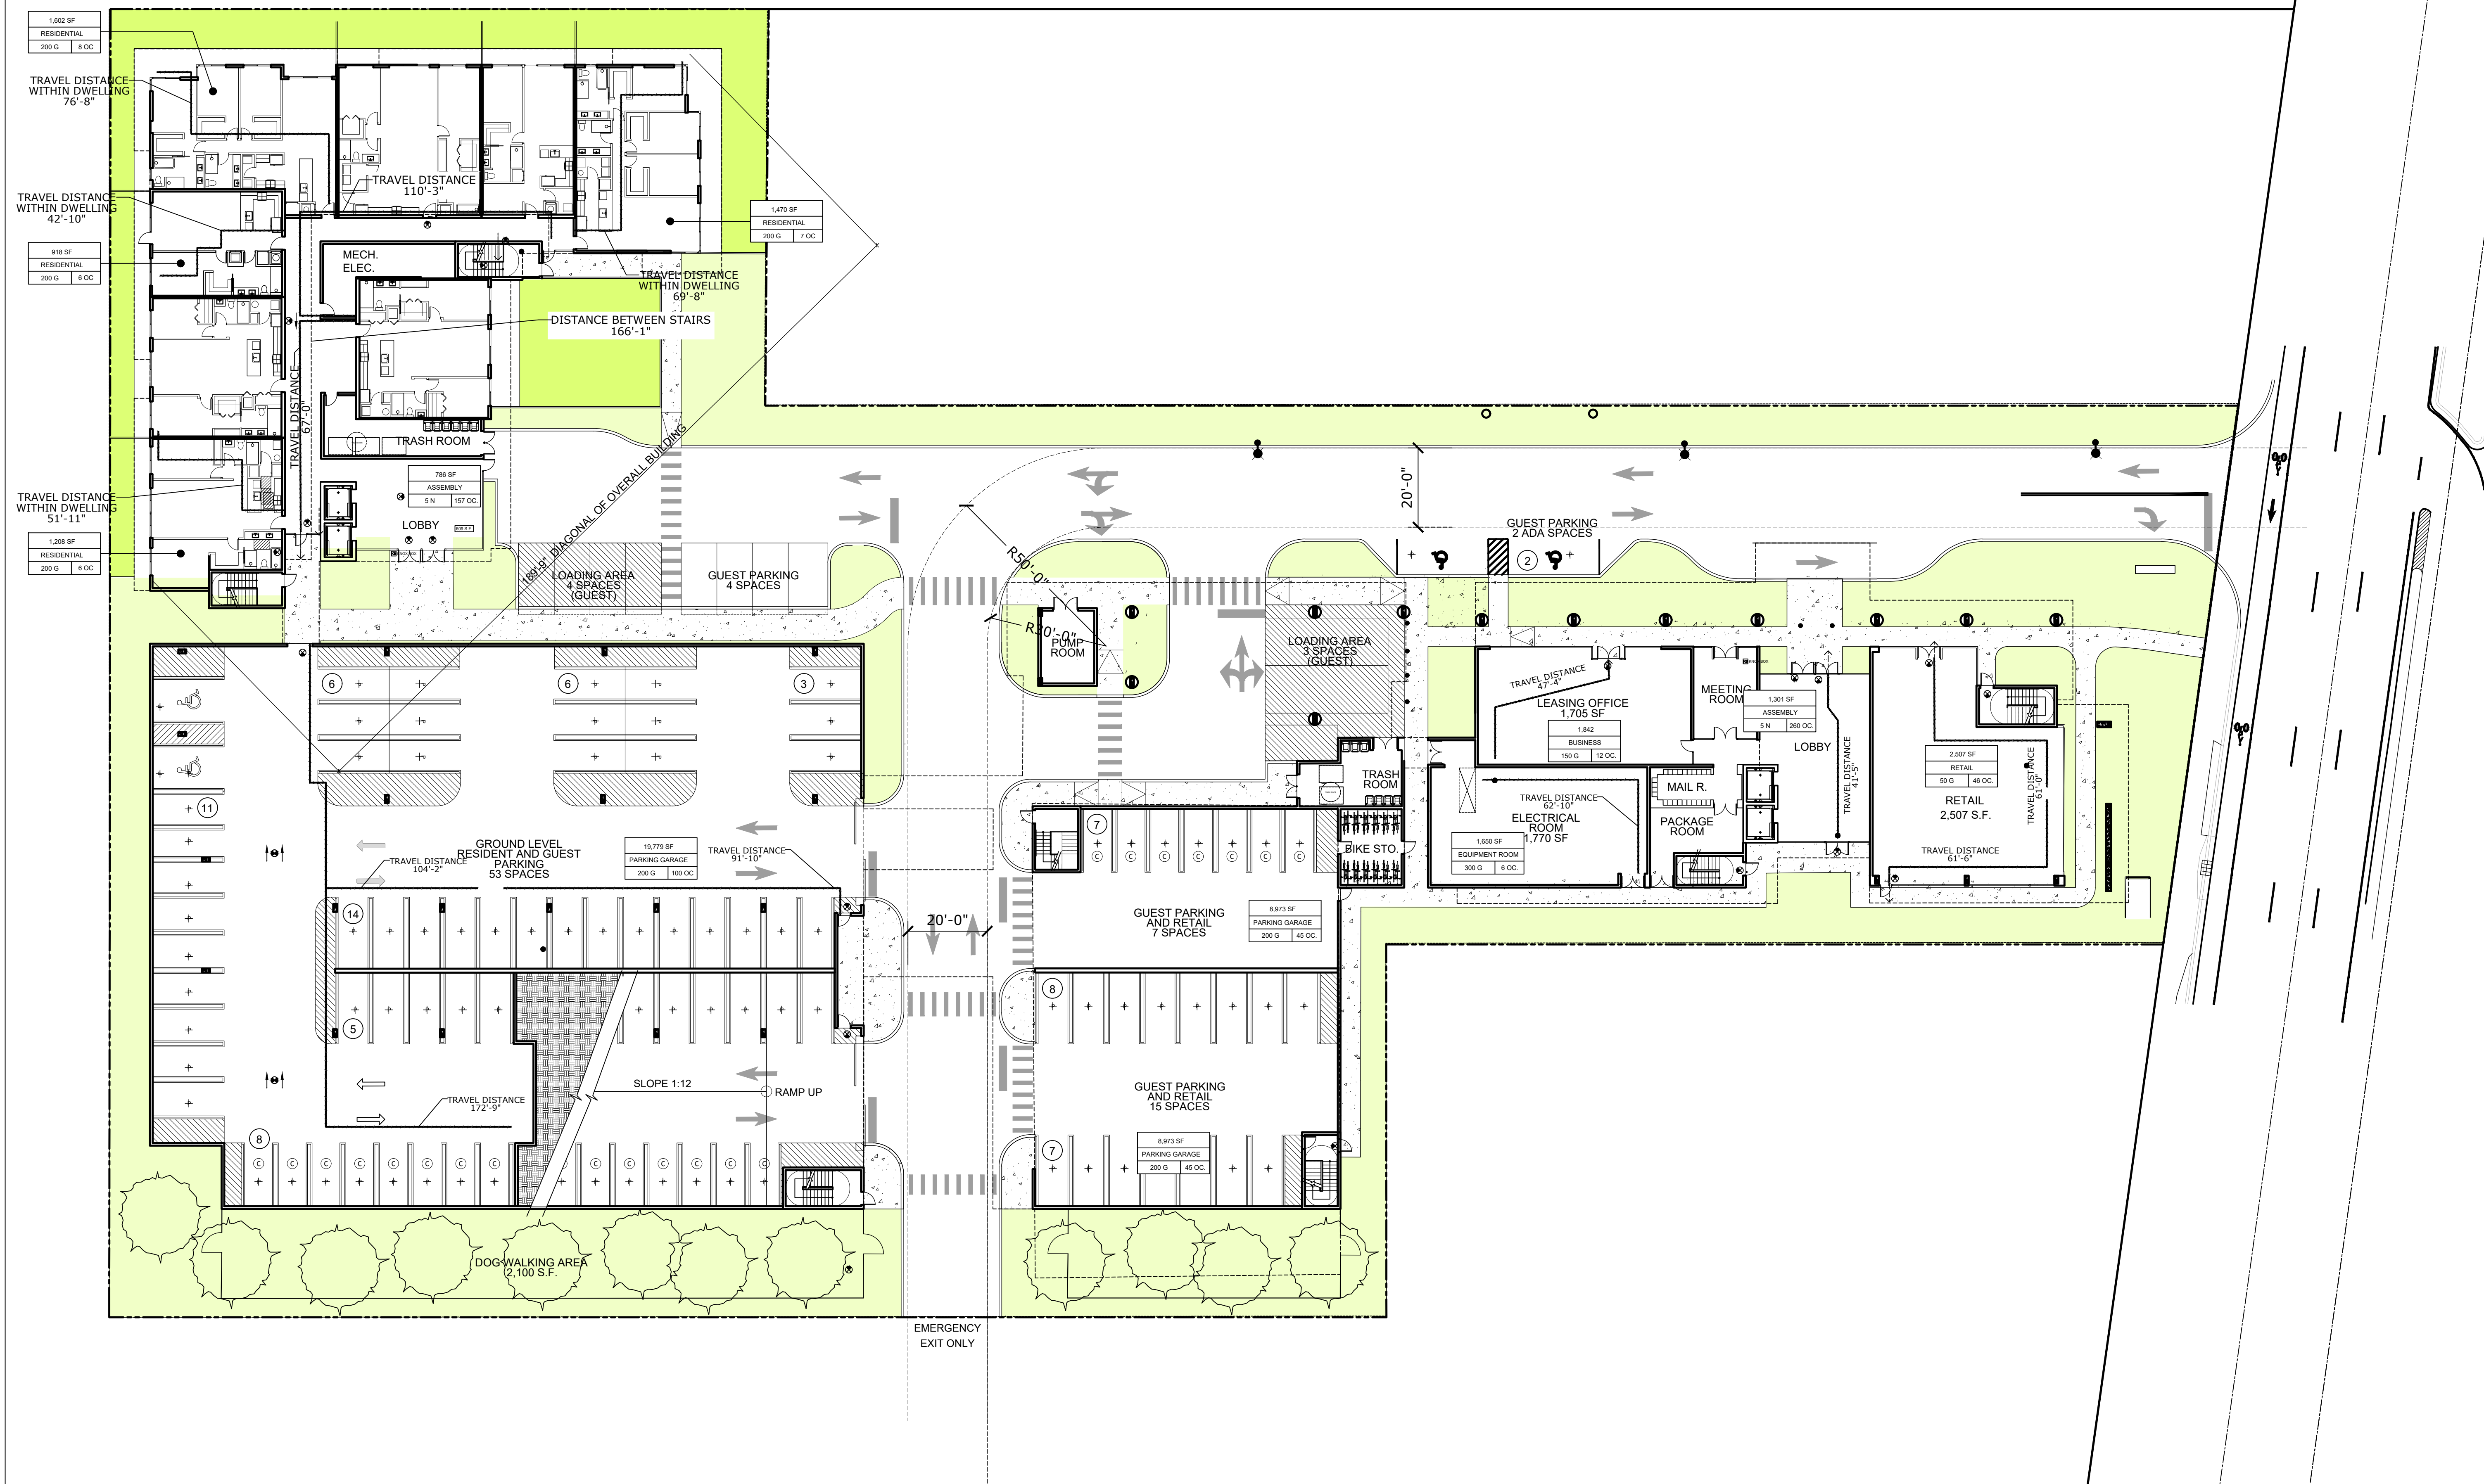 1,602 SF
RESIDENTIAL
200 G 8 OC
TRAVEL DISTANCE
WITHIN DWELLING
76'-8"
TRAVEL DISTANCE
110'-3"
TRAVEL DISTANCE
WITHIN DWELLING
42'-10"
1,470 SF
RESIDENTIAL
200 G 7 OC
918 SF
RESIDENTIAL
200 G 6 OC
MECH.
ELEC.
TRAVEL DISTANCE
WITHIN DWELLING
69'-8"
DISTANCE BETWEEN STAIRS
166'-1"
TRAVEL DISTANCE
67'-0"
TRASH ROOM
189'-9" DIAGONAL OF OVERALL BUILDING
786 SF
ASSEMBLY
5 N 157 OC.
LOBBY
TRAVEL DISTANCE
WITHIN DWELLING
51'-11"
1,208 SF
RESIDENTIAL
200 G 6 OC
LOADING AREA
4 SPACES
(GUEST)
GUEST PARKING
4 SPACES
R50'-0"
R30'-0"
PUMP
ROOM
20'-0"
GUEST PARKING
2 ADA SPACES
2
LOADING AREA
3 SPACES
(GUEST)
6
6
3
11
TRAVEL DISTANCE
47'-4"
LEASING OFFICE
1,705 SF
1,842
BUSINESS
150 G 12 OC.
MEETING
ROOM
1,301 SF
ASSEMBLY
5 N 260 OC.
LOBBY
TRAVEL DISTANCE
41'-5"
2,507 SF
RETAIL
50 G 46 OC.
RETAIL
2,507 S.F.
TRAVEL DISTANCE
61'-0"
TRAVEL DISTANCE
61'-6"
TRASH
ROOM
MAIL R.
PACKAGE
ROOM
TRAVEL DISTANCE
62'-10"
ELECTRICAL
ROOM
1,770 SF
1,650 SF
EQUIPMENT ROOM
300 G 6 OC.
BIKE STO.
7
C C C C C C C
GROUND LEVEL
RESIDENT AND GUEST
PARKING
53 SPACES
19,779 SF
PARKING GARAGE
200 G 100 OC
TRAVEL DISTANCE
91'-10"
TRAVEL DISTANCE
104'-2"
14
20'-0"
GUEST PARKING
AND RETAIL
7 SPACES
8,973 SF
PARKING GARAGE
200 G 45 OC.
5
8
SLOPE 1:12
RAMP UP
TRAVEL DISTANCE
172'-9"
GUEST PARKING
AND RETAIL
15 SPACES
8,973 SF
PARKING GARAGE
200 G 45 OC.
8
7
C C C C C C C C C C C C C C C
DOG WALKING AREA
2,100 S.F.
EMERGENCY
EXIT ONLY